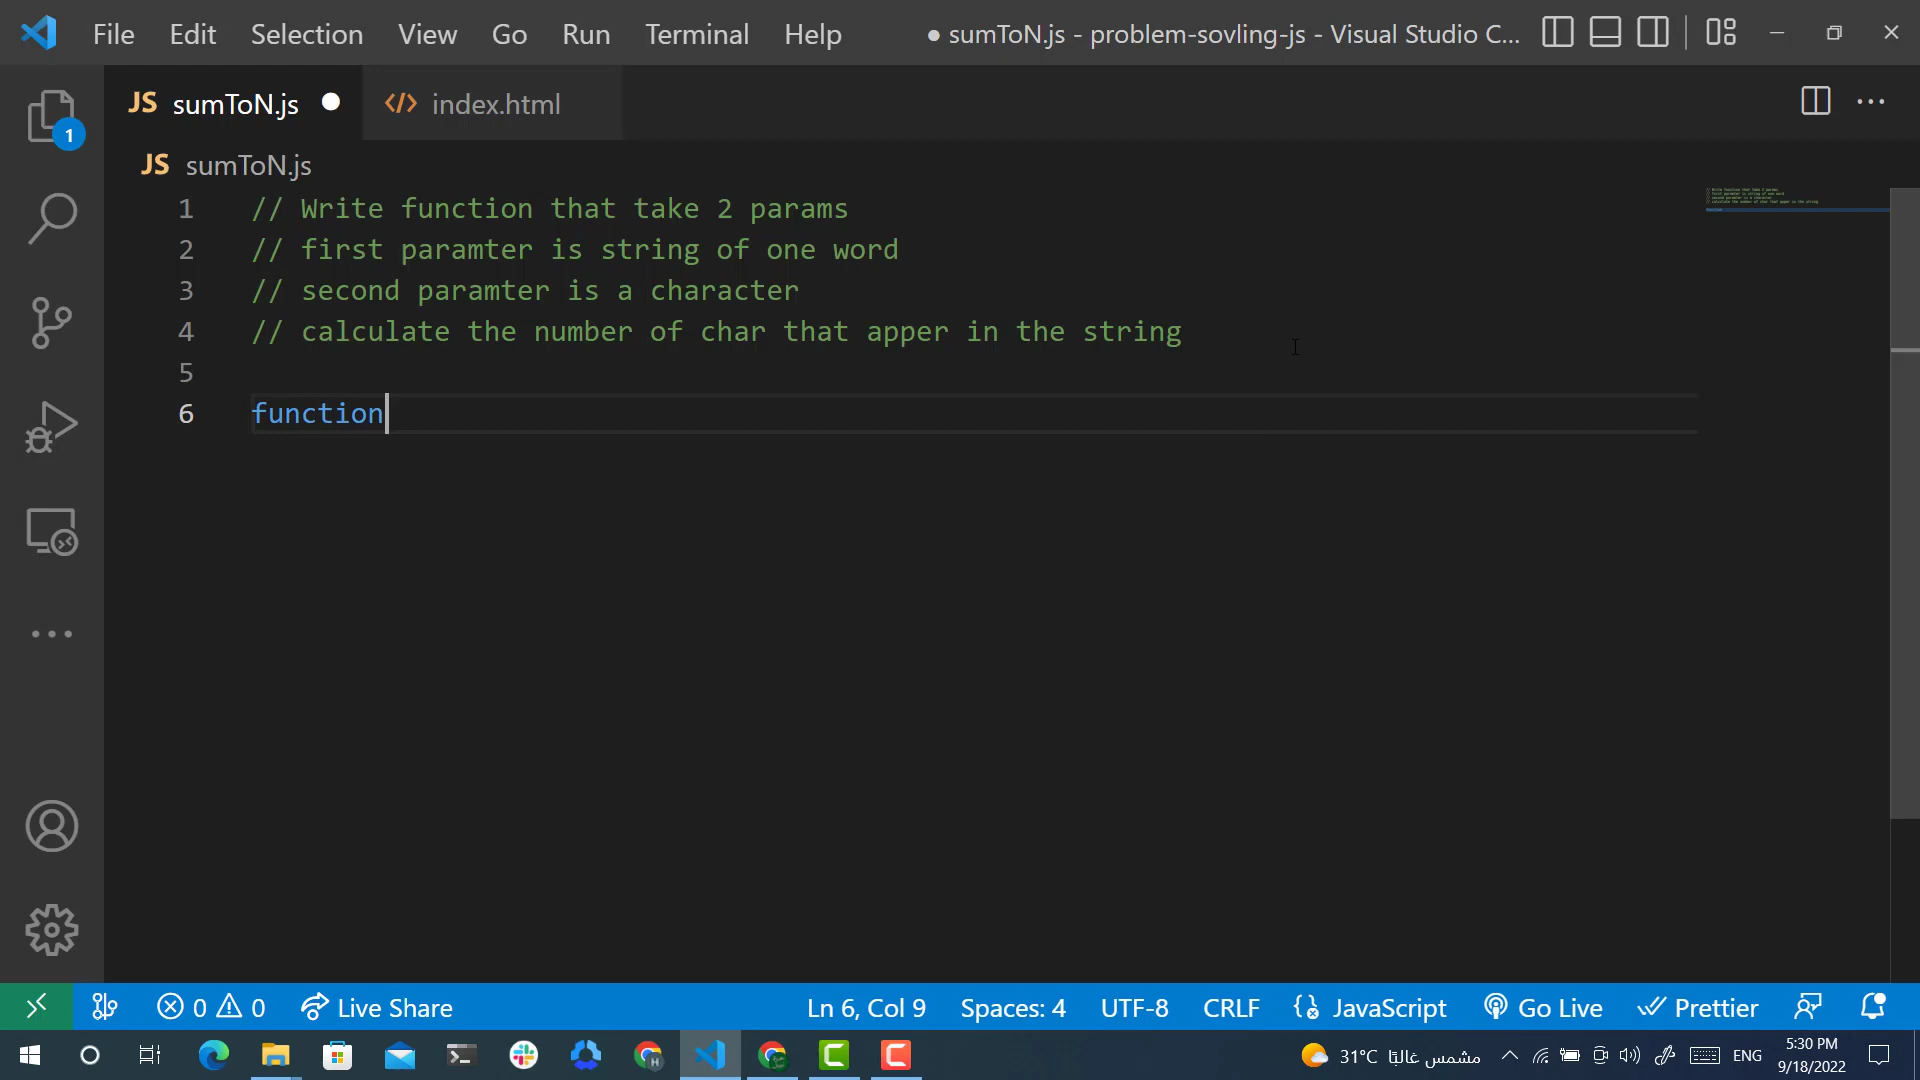 File Edit Selection View Go Run Terminal Help ● sumToN.js - problem-sovling-js - Visual Studio C...
JS sumToN.js ● index.html
JS sumToN.js
1 // Write function that take 2 params
2 // first paramter is string of one word
3 // second paramter is a character
4 // calculate the number of char that apper in the string
5
6 function
1
0 0 Live Share Ln 6, Col 9 Spaces: 4 UTF-8 CRLF {} JavaScript Go Live Prettier
31°C مشمس غالبًا ENG 5:30 PM
9/18/2022